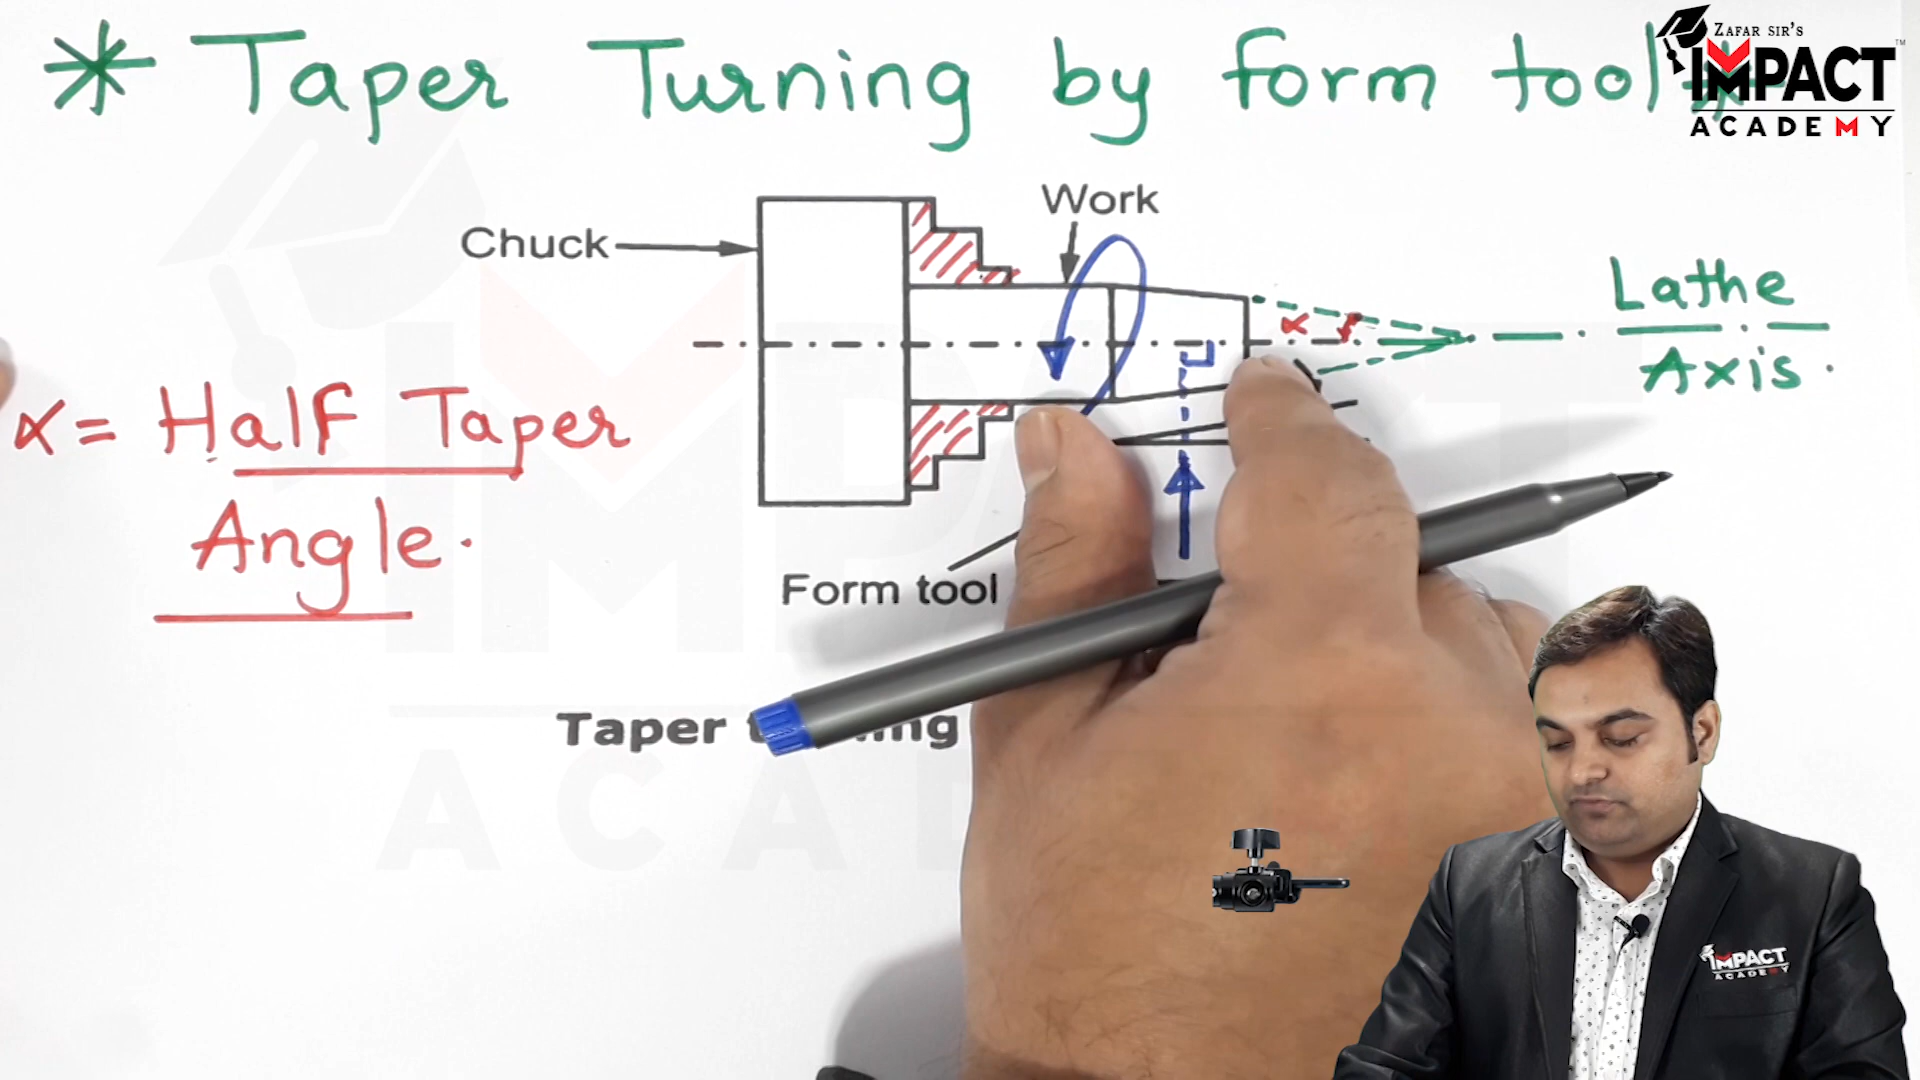 * Taper Turning by form tool *
ZAFAR SIR'S
IMPACT
ACADEMY
TM
Work
Chuck
Lathe
Axis.
α
α = Half Taper
Angle.
Form tool
Taper
IMPACT
ACADEMY